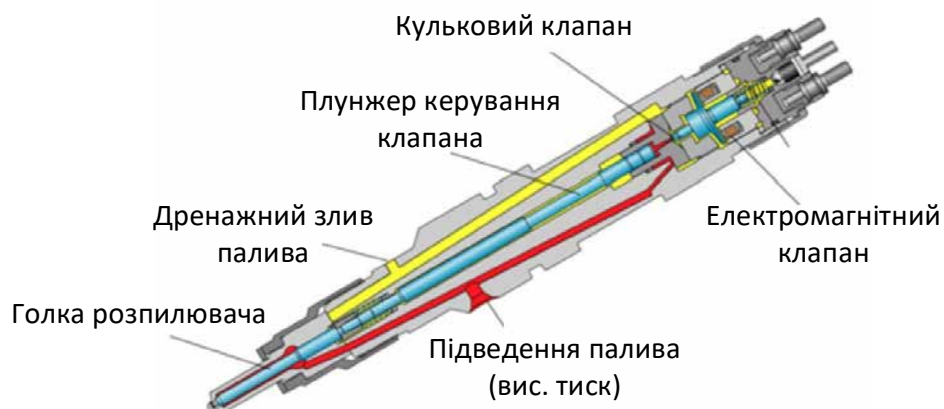 Кульковий клапан
Плунжер керування
клапана
Дренажний злив
палива
Електромагнітний
клапан
Голка розпилювача
Підведення палива
(вис. тиск)